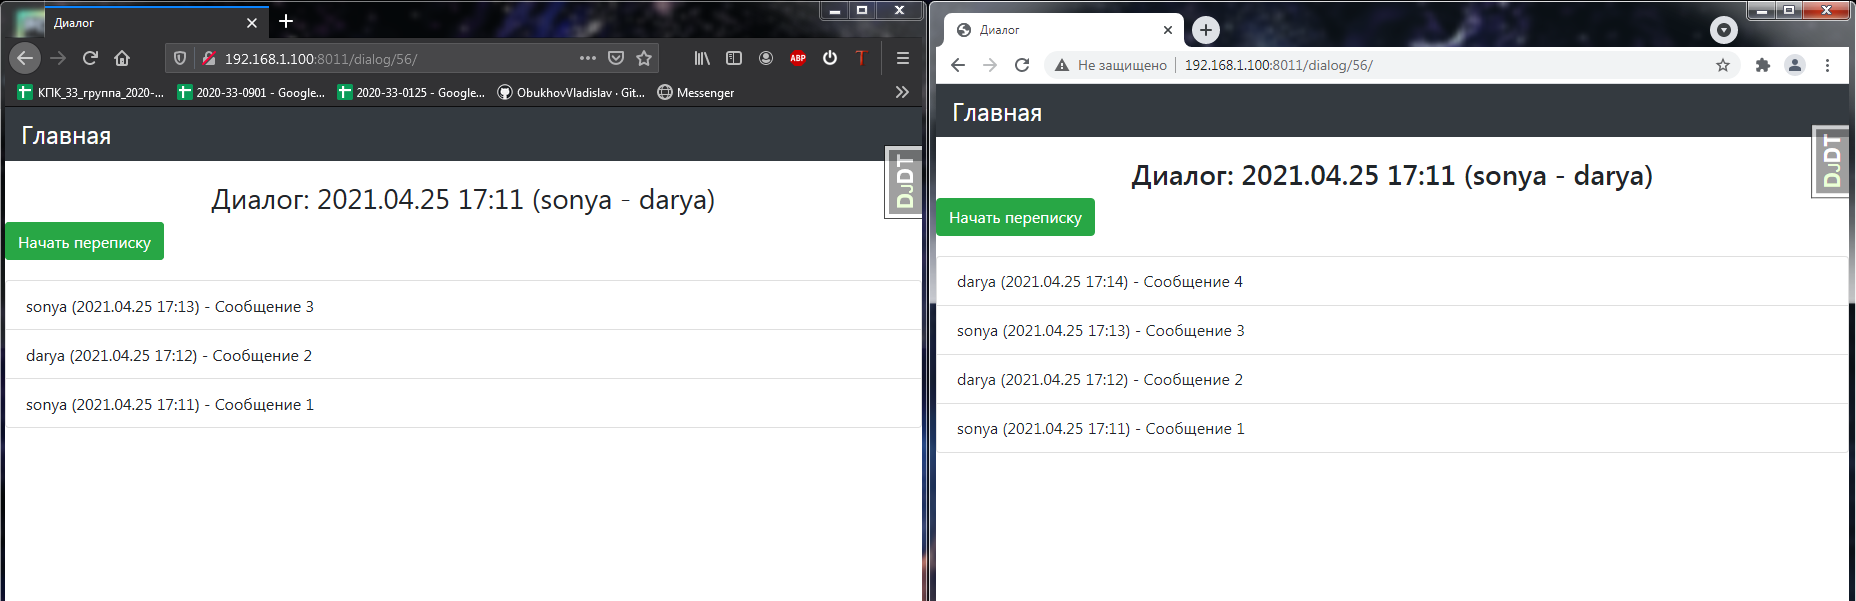 Диалог
192.168.1.100:8011/dialog/56/
ABP
T
КПК_33_группа_2020-...
2020-33-0901 - Google...
2020-33-0125 - Google...
ObukhovVladislav · Git...
Messenger
Главная
DjDT
Диалог: 2021.04.25 17:11 (sonya - darya)
Начать переписку
sonya (2021.04.25 17:13) - Сообщение 3
darya (2021.04.25 17:12) - Сообщение 2
sonya (2021.04.25 17:11) - Сообщение 1
Диалог
Не защищено
192.168.1.100:8011/dialog/56/
Главная
DjDT
Диалог: 2021.04.25 17:11 (sonya - darya)
Начать переписку
darya (2021.04.25 17:14) - Сообщение 4
sonya (2021.04.25 17:13) - Сообщение 3
darya (2021.04.25 17:12) - Сообщение 2
sonya (2021.04.25 17:11) - Сообщение 1